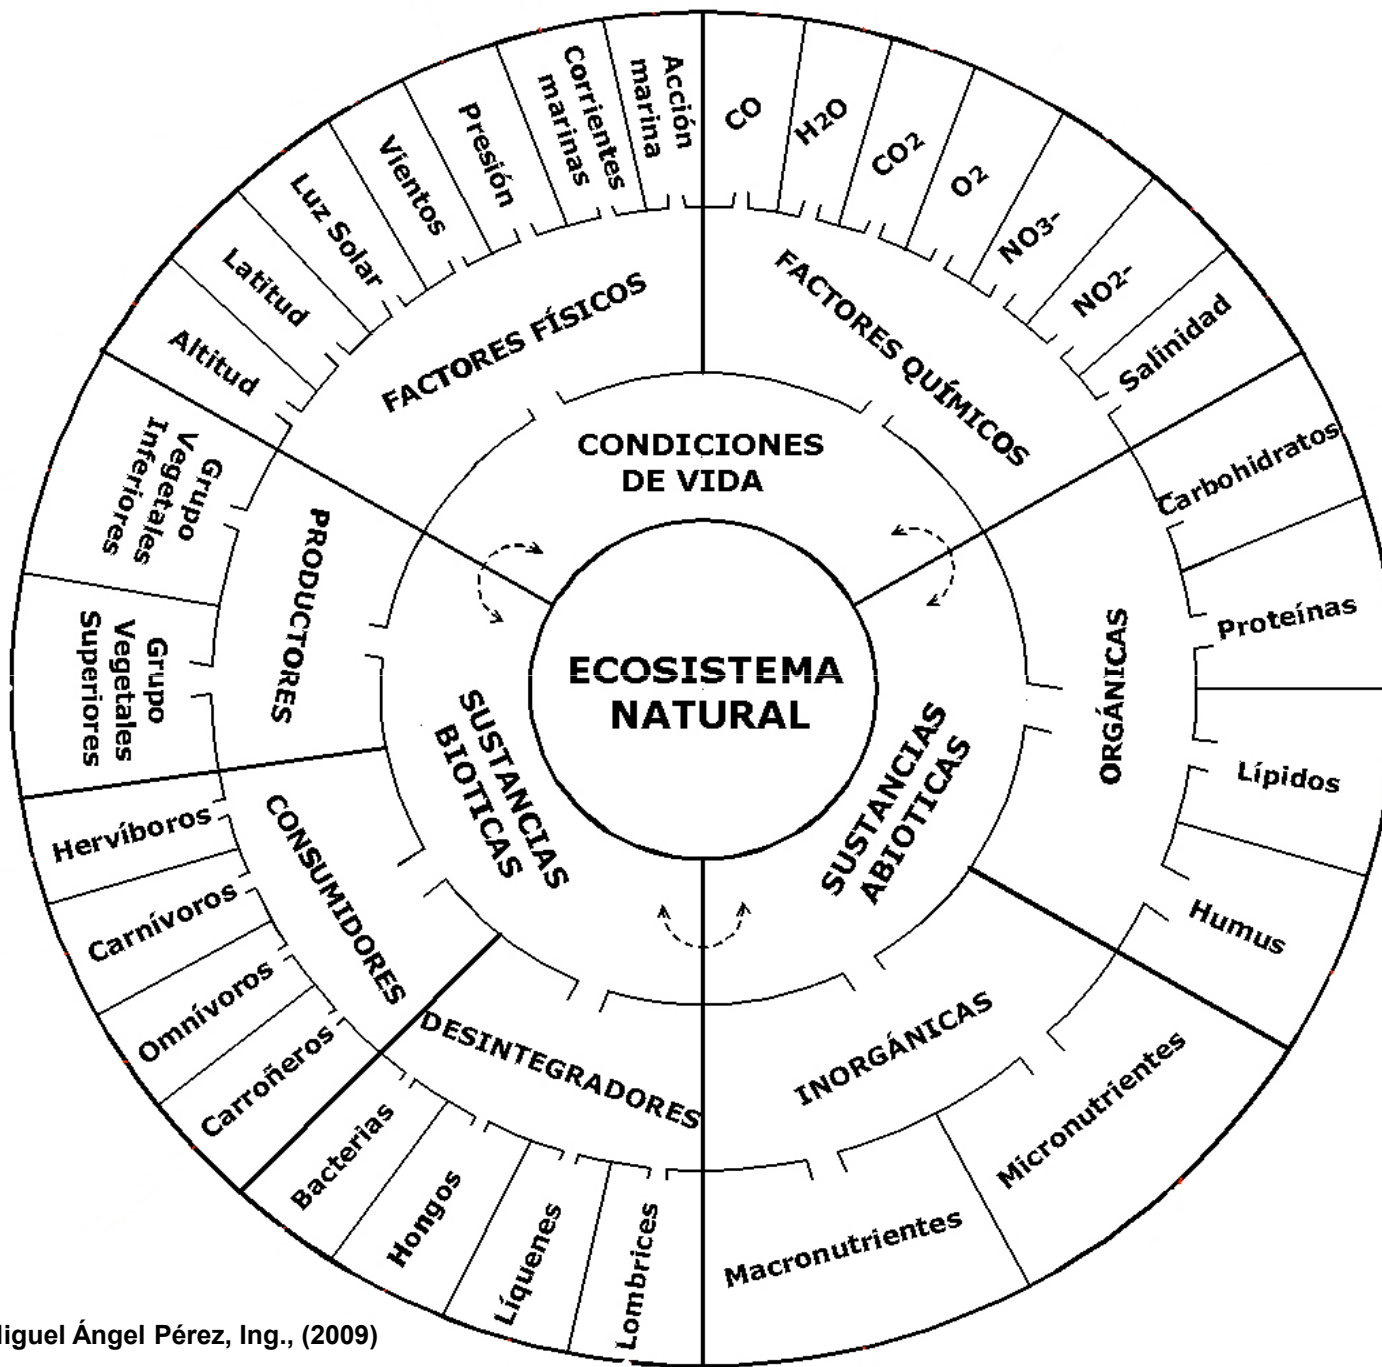 ECOSISTEMA
NATURAL
CONDICIONES
DE VIDA
FACTORES FÍSICOS
Altitud
Latitud
Luz Solar
Vientos
Presión
Corrientes
marinas
Acción
marina
FACTORES QUÍMICOS
CO
H2O
CO2
O2
NO3-
NO2-
Salinidad
SUSTANCIAS
ABIOTICAS
ORGÁNICAS
Carbohidratos
Proteínas
Lípidos
Humus
INORGÁNICAS
Micronutrientes
Macronutrientes
SUSTANCIAS
BIOTICAS
DESINTEGRADORES
Lombrices
Líquenes
Hongos
Bacterias
CONSUMIDORES
Carroñeros
Omnívoros
Carnívoros
Hervíboros
PRODUCTORES
Grupo
Vegetales
Superiores
Grupo
Vegetales
Inferiores
Ángel Pérez, Ing., (2009)